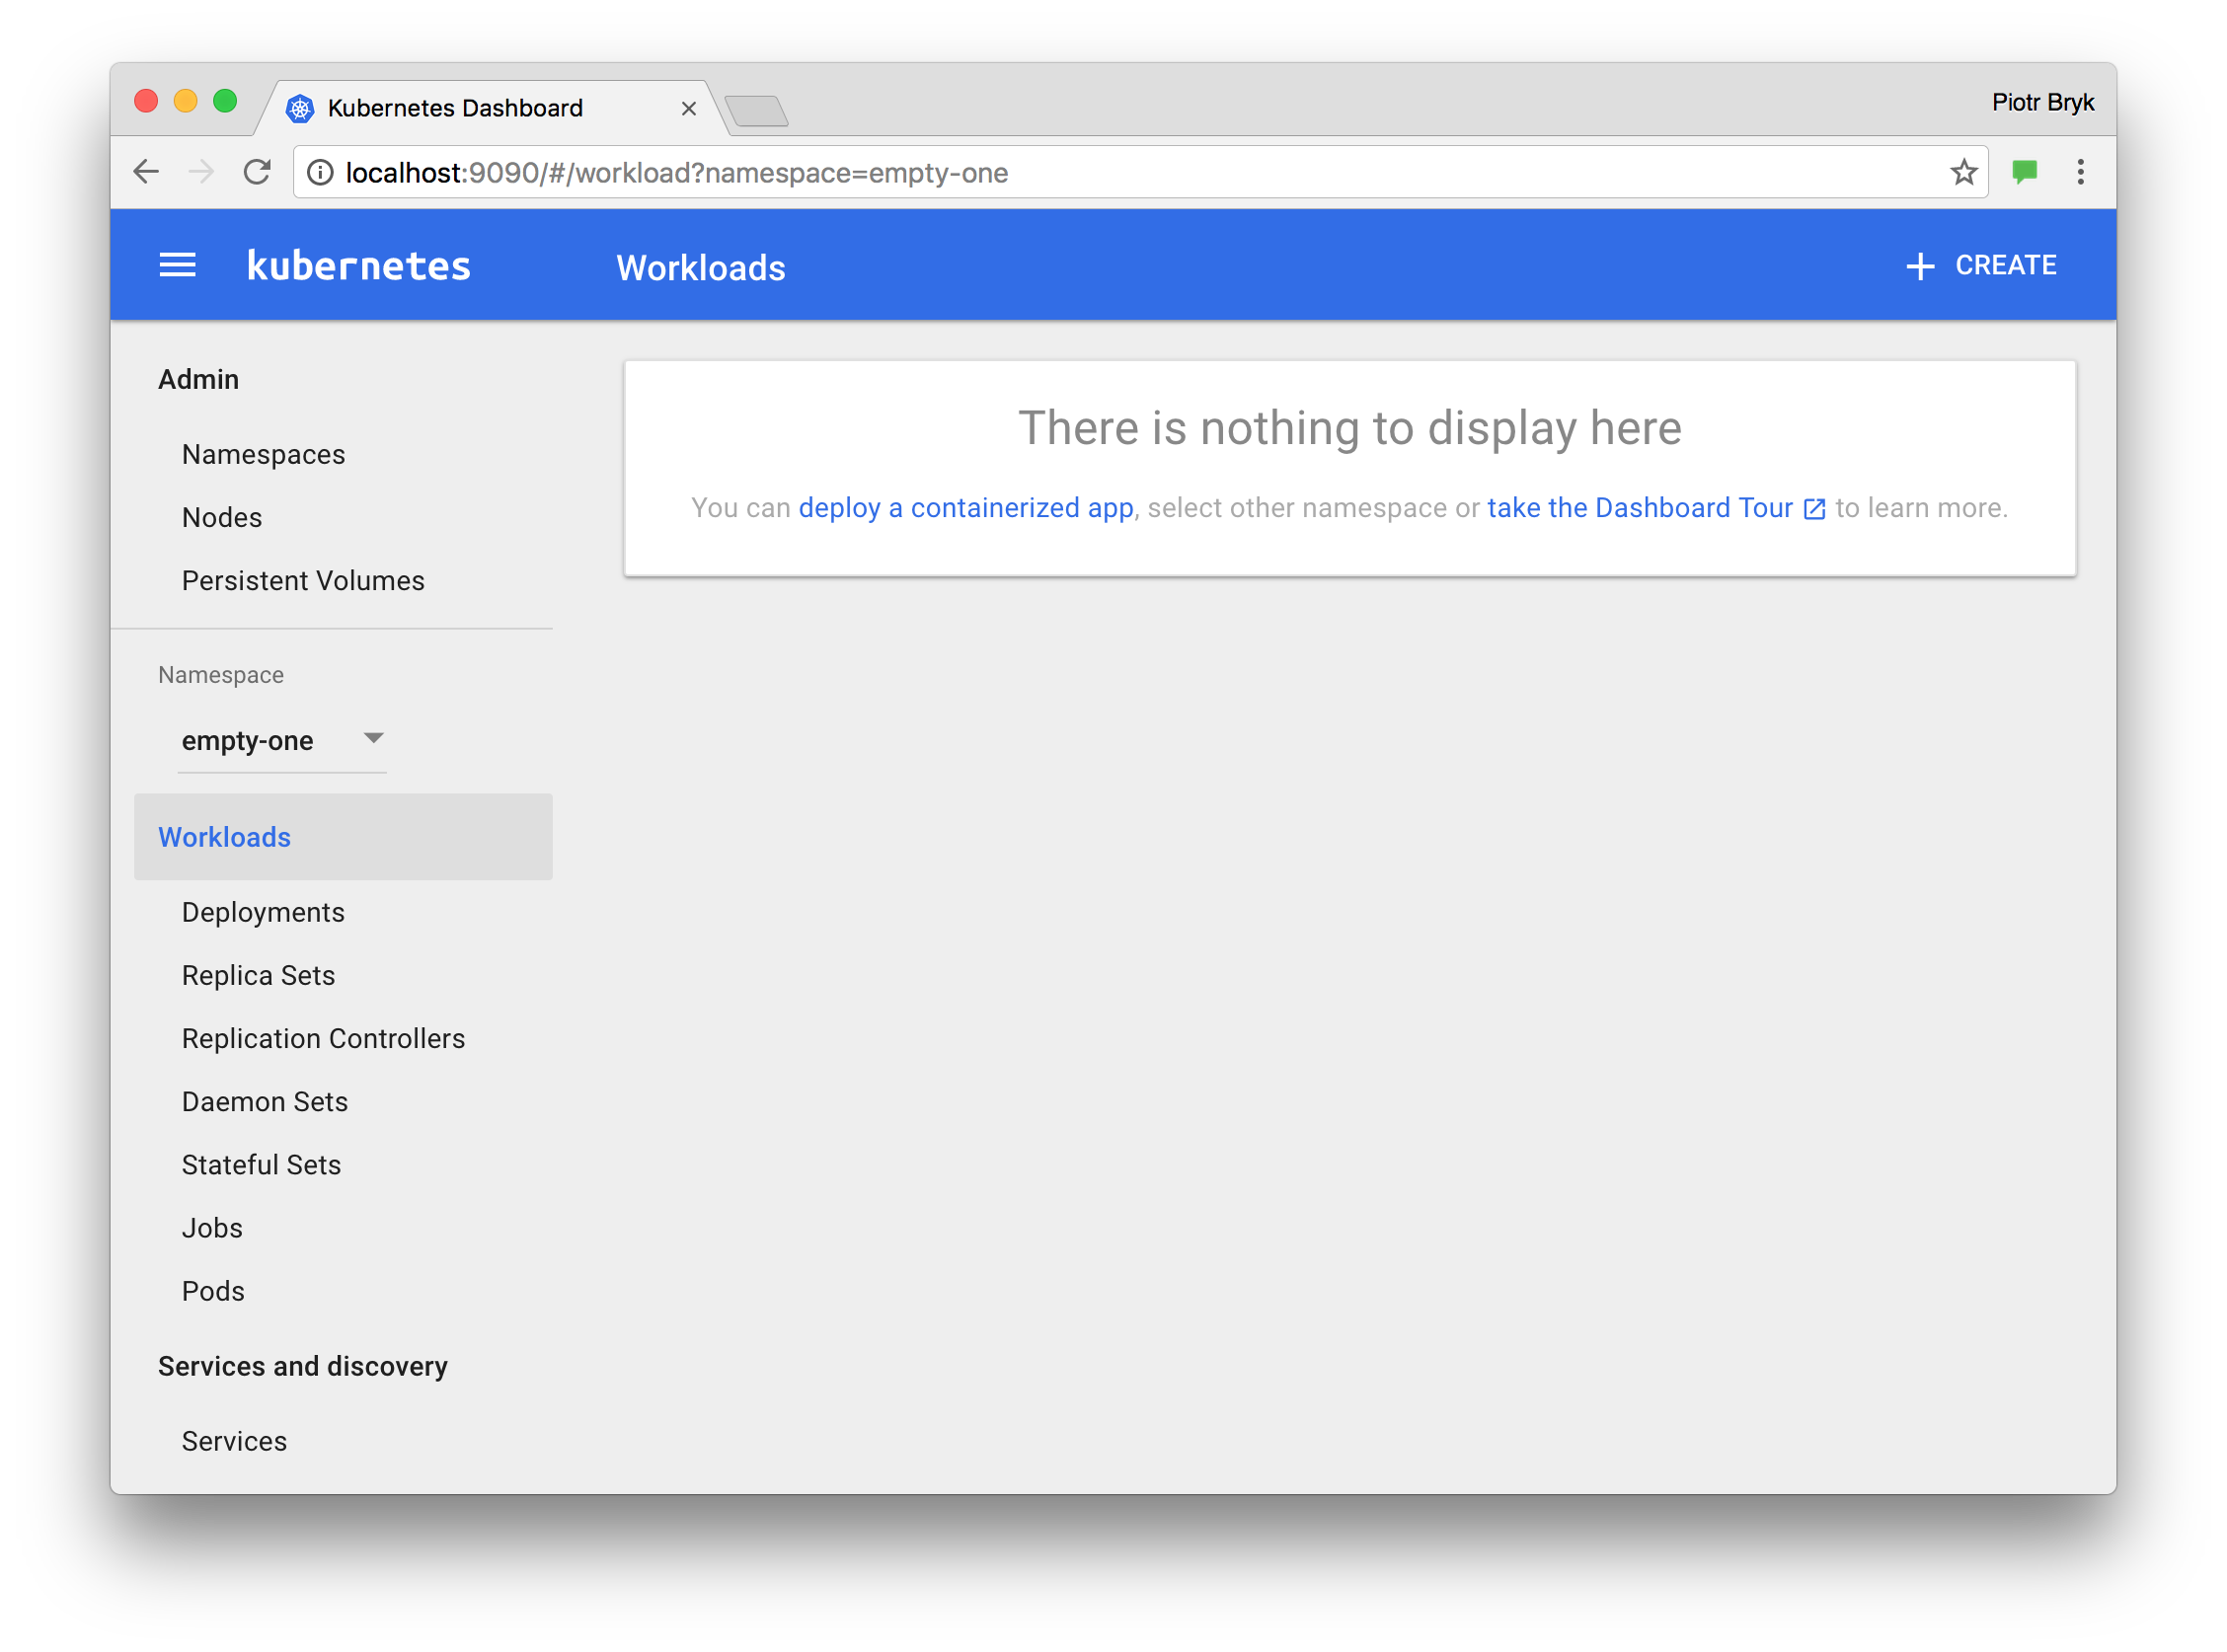 Kubernetes Dashboard
Piotr Bryk
localhost:9090/#/workload?namespace=empty-one
kubernetes
Workloads
CREATE
Admin
Namespaces
Nodes
Persistent Volumes
Namespace
empty-one
Workloads
Deployments
Replica Sets
Replication Controllers
Daemon Sets
Stateful Sets
Jobs
Pods
Services and discovery
Services
There is nothing to display here
You can deploy a containerized app, select other namespace or take the Dashboard Tour to learn more.